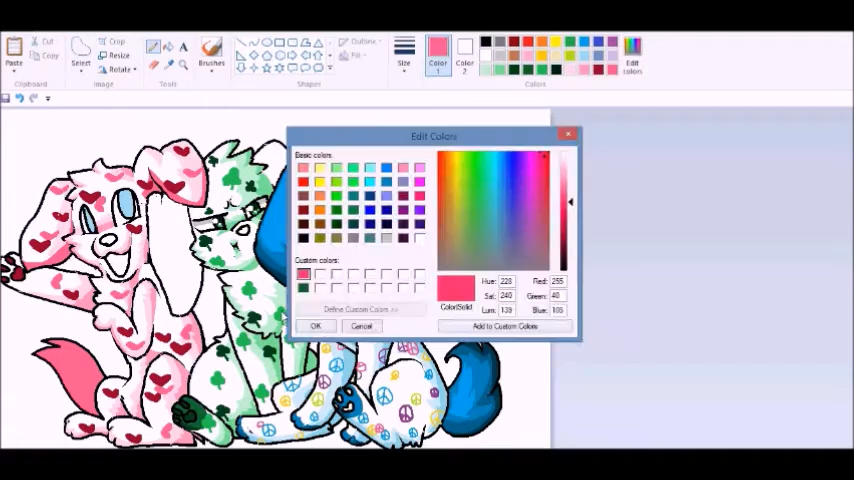 Cut
Copy
Paste
Clipboard
Crop
Resize
Rotate
Select
Image
A
Tools
Brushes
Outline
Fill
Shapes
Size
Color 1
Color 2
Edit colors
Colors
Edit Colors
Basic colors:
Custom colors:
Define Custom Colors >>
OK
Cancel
Color|Solid
Hue: 228
Sat: 240
Lum: 139
Red: 255
Green: 40
Blue: 105
Add to Custom Colors